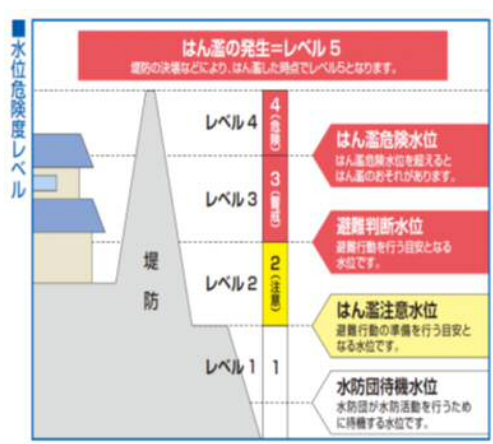 ■水位危険度レベル
はん濫の発生=レベル5
堤防の決壊などにより、はん濫した時点でレベル5となります。
レベル4
4(危険)
はん濫危険水位
はん濫危険水位を超えると
はん濫のおそれがあります。
レベル3
3(警戒)
避難判断水位
避難行動を行う目安となる
水位です。
堤防
レベル2
2(注意)
はん濫注意水位
避難行動の準備を行う目安と
なる水位です。
レベル1
1
水防団待機水位
水防団が水防活動を行うために
待機する水位です。